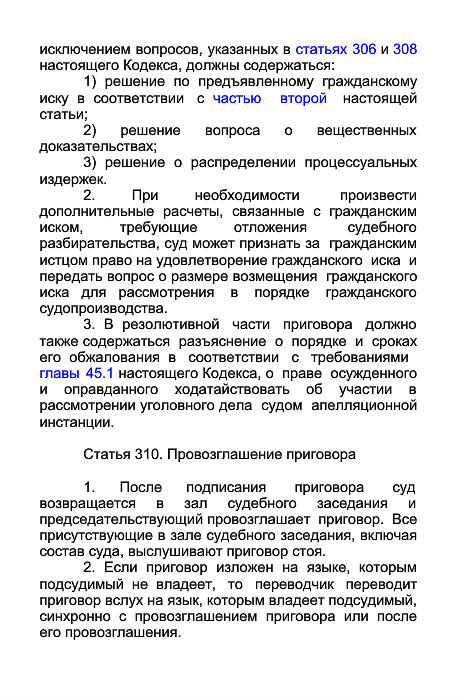 исключением вопросов, указанных в статьях 306 и 308
настоящего Кодекса, должны содержаться:
1) решение по предъявленному гражданскому
иску в соответствии с частью второй настоящей
статьи;
2) решение вопроса о вещественных
доказательствах;
3) решение о распределении процессуальных
издержек.
2. При необходимости произвести
дополнительные расчеты, связанные с гражданским
иском, требующие отложения судебного
разбирательства, суд может признать за гражданским
истцом право на удовлетворение гражданского иска и
передать вопрос о размере возмещения гражданского
иска для рассмотрения в порядке гражданского
судопроизводства.
3. В резолютивной части приговора должно
также содержаться разъяснение о порядке и сроках
его обжалования в соответствии с требованиями
главы 45.1 настоящего Кодекса, о праве осужденного
и оправданного ходатайствовать об участии в
рассмотрении уголовного дела судом апелляционной
инстанции.
Статья 310. Провозглашение приговора
1. После подписания приговора суд
возвращается в зал судебного заседания и
председательствующий провозглашает приговор. Все
присутствующие в зале судебного заседания, включая
состав суда, выслушивают приговор стоя.
2. Если приговор изложен на языке, которым
подсудимый не владеет, то переводчик переводит
приговор вслух на язык, которым владеет подсудимый,
синхронно с провозглашением приговора или после
его провозглашения.